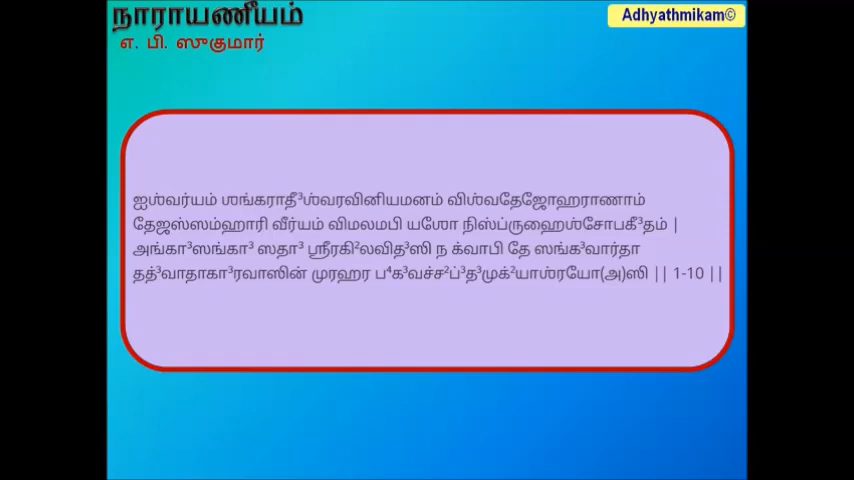 நாராயணீயம்
Adhyathmikam©
எ. பி. ஸுகுமார்
ஐஶ்வர்யம் ஶங்கராதீ³ஶ்வரவினியமனம் விஶ்வதேஜோஹராணாம்
தேஜஸ்ஸம்ஹாரி வீர்யம் விமலமபி யஶோ நிஸ்ப்ருஹைஶ்சோபகீ³தம் |
அங்கா³ஸங்கா³ ஸதா³ ஶ்ரீரகி²லவித³ஸி ந க்வாபி தே ஸங்க³வார்தா
தத்³வாதாகா³ரவாஸின் முரஹர ப⁴க³வச்ச²ப்³த³முக்²யாஶ்ரயோ(அ)ஸி || 1-10 ||